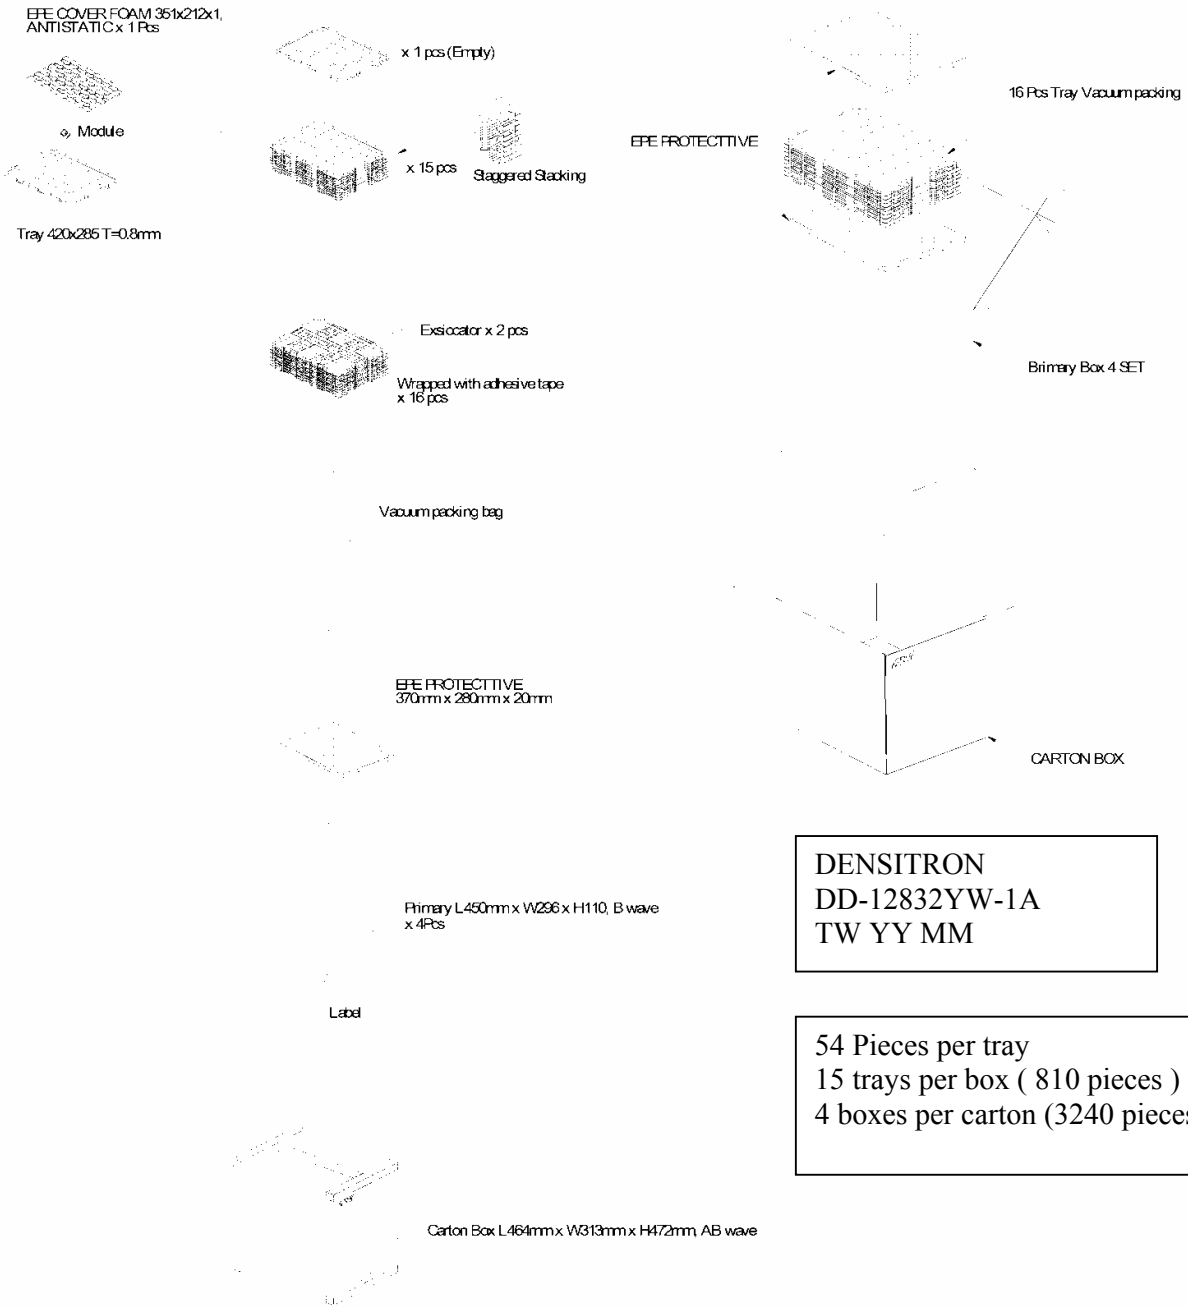 EPE COVER FOAM 351x212x1,
ANTISTATIC x 1 Pcs
Module
Tray 420x285 T=0.8mm
x 1 pcs (Empty)
x 15 pcs
Staggered Stacking
Exsiccator x 2 pcs
Wrapped with adhesive tape
x 16 pcs
Vacuum packing bag
EPE PROTECTTIVE
370mm x 280mm x 20mm
Primary L450mm x W296 x H110, B wave
x 4Pcs
Label
Carton Box L464mm x W313mm x H472mm, AB wave
16 Pcs Tray Vacuum packing
EPE PROTECTTIVE
Brimary Box 4 SET
CARTON BOX
DENSITRON
DD-12832YW-1A
TW YY MM
54 Pieces per tray
15 trays per box ( 810 pieces )
4 boxes per carton (3240 pieces